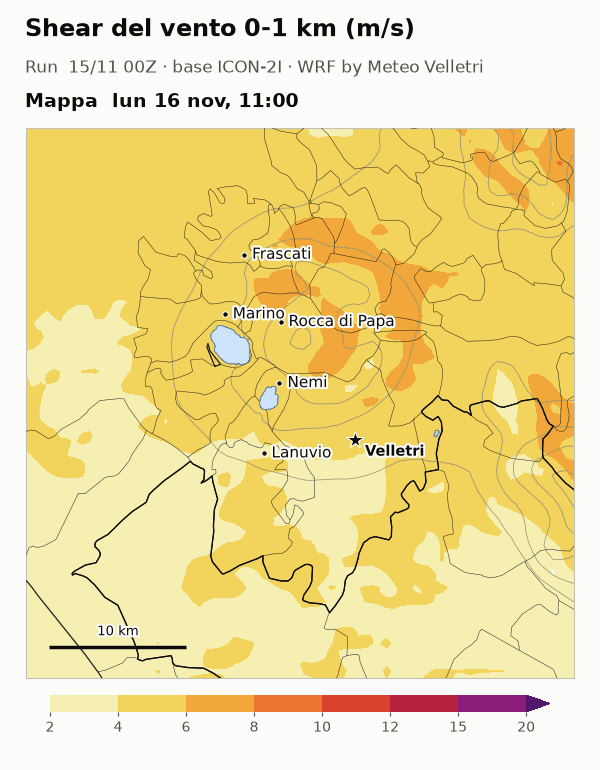 Shear del vento 0-1 km (m/s)
Run 15/11 00Z · base ICON-2I · WRF by Meteo Velletri
Mappa lun 16 nov, 11:00
Frascati
Marino
Rocca di Papa
Nemi
Velletri
Lanuvio
10 km
2 4 6 8 10 12 15 20